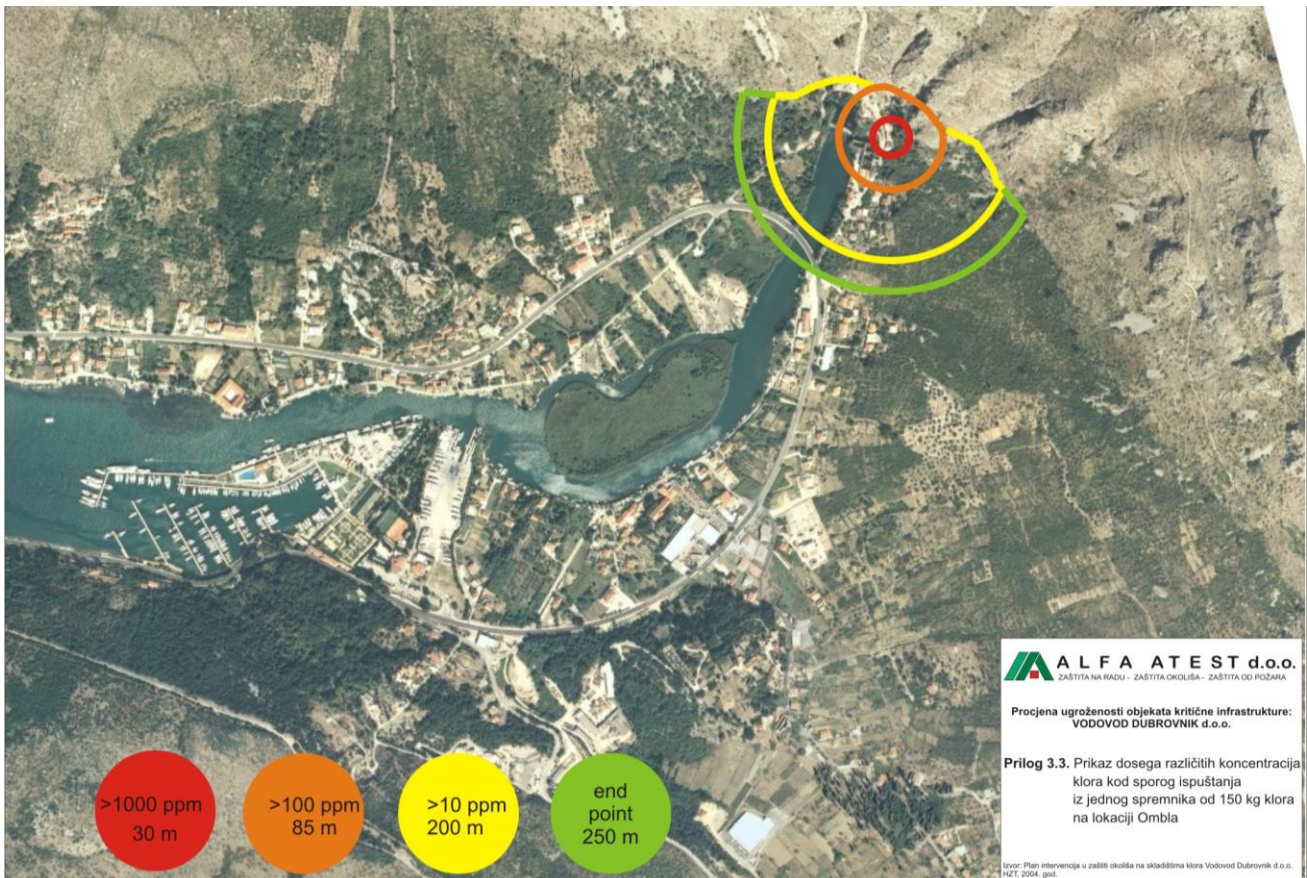 >1000 ppm
30 m
>100 ppm
85 m
>10 ppm
200 m
end
point
250 m
ALFA ATEST d.o.o.
ZAŠTITA NA RADU - ZAŠTITA OKOLIŠA - ZAŠTITA OD POŽARA
Procjena ugroženosti objekata kritične infrastrukture:
VODOVOD DUBROVNIK d.o.o.
Prilog 3.3. Prikaz dosega različitih koncentracija
klora kod sporog ispuštanja
iz jednog spremnika od 150 kg klora
na lokaciji Ombla
Izvor: Plan intervencija u zaštiti okoliša na skladištima klora Vodovod Dubrovnik d.o.o.
HZT, 2004. god.